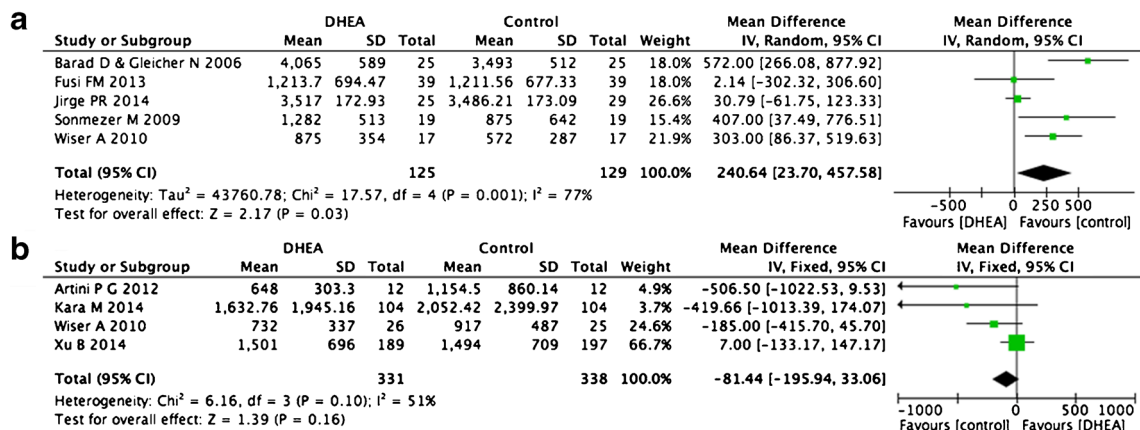 a
DHEA Control Mean Difference Mean Difference
Study or Subgroup Mean SD Total Mean SD Total Weight IV, Random, 95% CI IV, Random, 95% CI
Barad D & Gleicher N 2006 4,065 589 25 3,493 512 25 18.0% 572.00 [266.08, 877.92]
Fusi FM 2013 1,213.7 694.47 39 1,211.56 677.33 39 18.0% 2.14 [-302.32, 306.60]
Jirge PR 2014 3,517 172.93 25 3,486.21 173.09 29 26.6% 30.79 [-61.75, 123.33]
Sonmezer M 2009 1,282 513 19 875 642 19 15.4% 407.00 [37.49, 776.51]
Wiser A 2010 875 354 17 572 287 17 21.9% 303.00 [86.37, 519.63]
Total (95% CI) 125 129 100.0% 240.64 [23.70, 457.58]
Heterogeneity: Tau² = 43760.78; Chi² = 17.57, df = 4 (P = 0.001); I² = 77%
Test for overall effect: Z = 2.17 (P = 0.03)
-500 0 250 500
Favours [DHEA] Favours [control]
b
DHEA Control Mean Difference Mean Difference
Study or Subgroup Mean SD Total Mean SD Total Weight IV, Fixed, 95% CI IV, Fixed, 95% CI
Artini P G 2012 648 303.3 12 1,154.5 860.14 12 4.9% -506.50 [-1022.53, 9.53]
Kara M 2014 1,632.76 1,945.16 104 2,052.42 2,399.97 104 3.7% -419.66 [-1013.39, 174.07]
Wiser A 2010 732 337 26 917 487 25 24.6% -185.00 [-415.70, 45.70]
Xu B 2014 1,501 696 189 1,494 709 197 66.7% 7.00 [-133.17, 147.17]
Total (95% CI) 331 338 100.0% -81.44 [-195.94, 33.06]
Heterogeneity: Chi² = 6.16, df = 3 (P = 0.10); I² = 51%
Test for overall effect: Z = 1.39 (P = 0.16)
-1000 0 500 1000
Favours [control] Favours [DHEA]